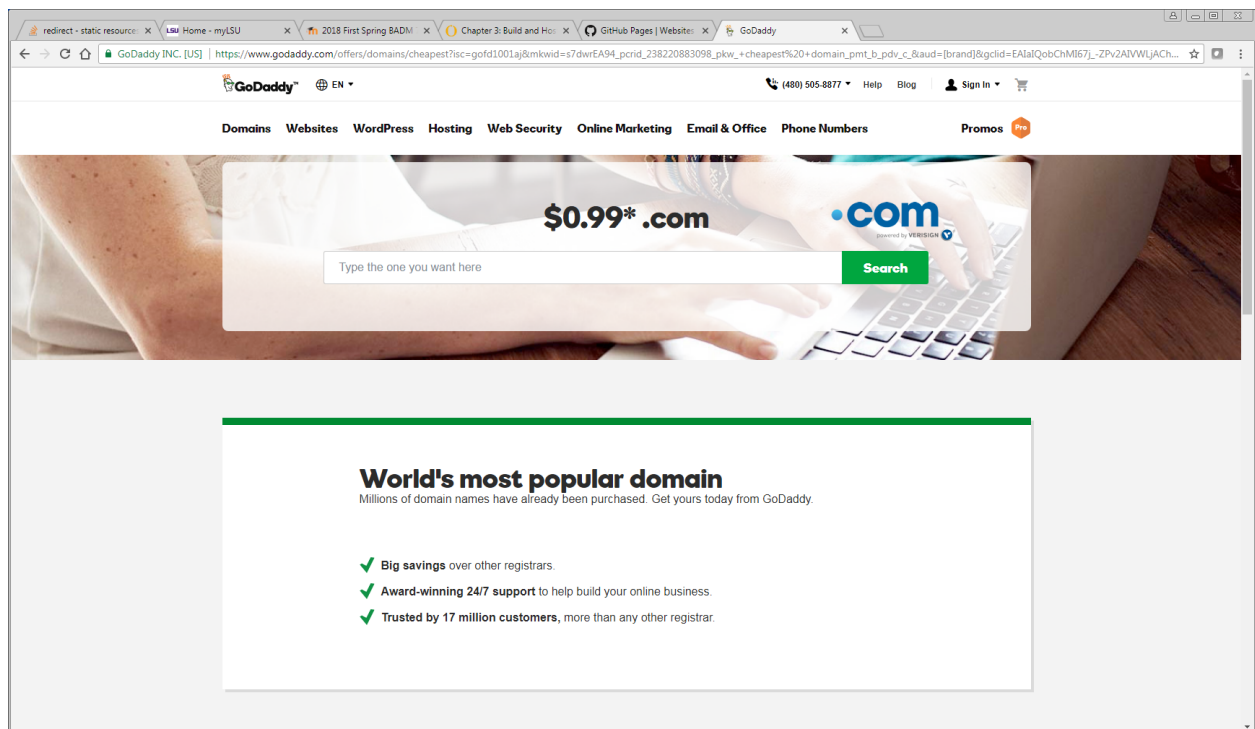 redirect - static resource
LSU Home - myLSU
2018 First Spring BADM
Chapter 3: Build and Hos
GitHub Pages | Websites
GoDaddy
GoDaddy INC. [US] | https://www.godaddy.com/offers/domains/cheapest?isc=gofd1001aj&mkwid=s7dwrEA94_pcrid_238220883098_pkw_+cheapest%20+domain_pmt_b_pdv_c_&aud=[brand]&gclid=EAIaIQobChMI67j_-ZPv2AIVWLjACh...
GoDaddy™ EN (480) 505-8877 Help Blog Sign In
Domains Websites WordPress Hosting Web Security Online Marketing Email & Office Phone Numbers Promos Pro
$0.99* .com
.com
powered by VERISIGN
Type the one you want here Search
World's most popular domain
Millions of domain names have already been purchased. Get yours today from GoDaddy.
Big savings over other registrars.
Award-winning 24/7 support to help build your online business.
Trusted by 17 million customers, more than any other registrar.